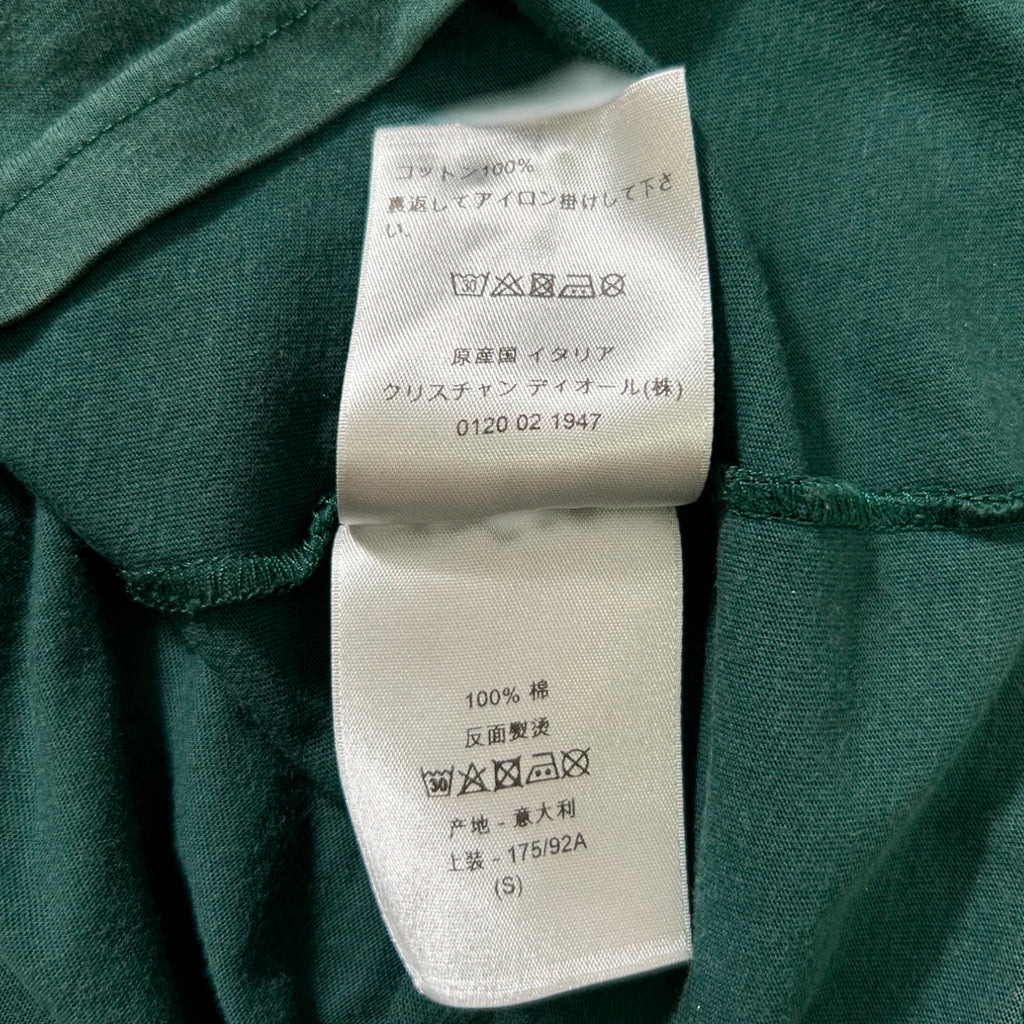 コットン100%
裏返してアイロン掛けして下さ
い、
30
原産国 イタリア
クリスチャン ディオール(株)
0120 02 1947
100% 棉
反面熨烫
30
产地 - 意大利
上装 - 175/92A
(S)